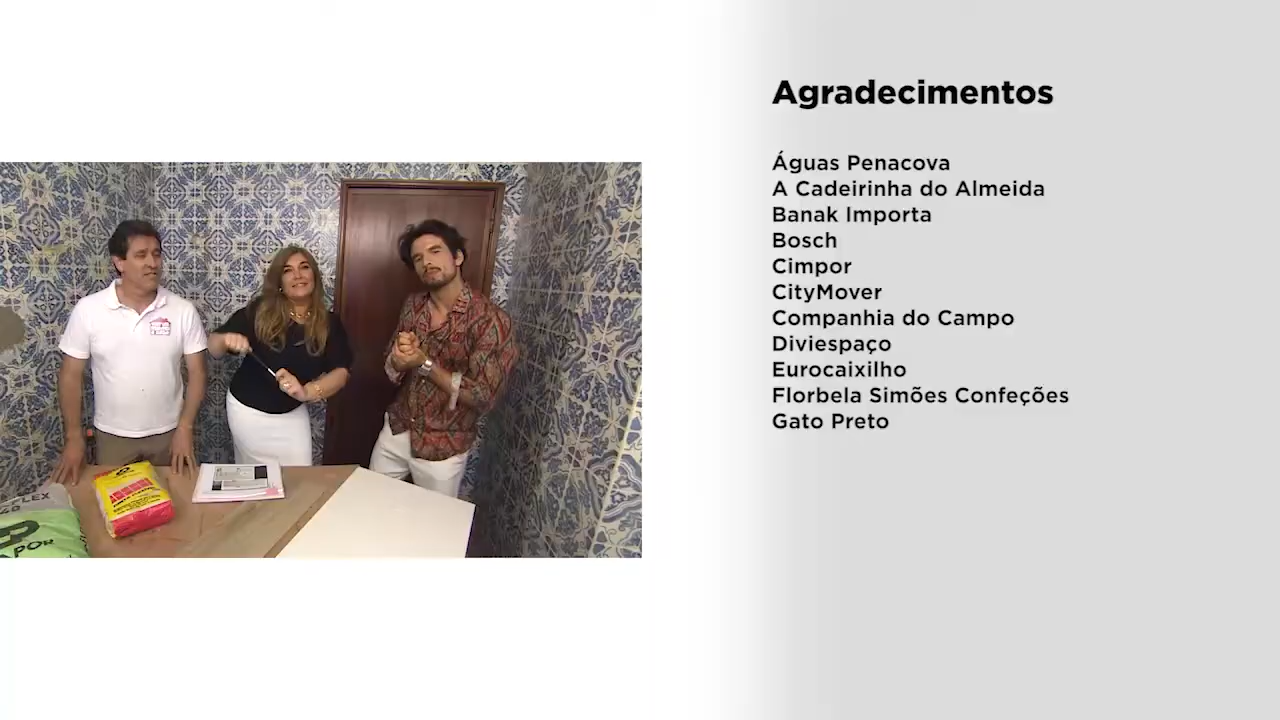 Agradecimentos
Águas Penacova
A Cadeirinha do Almeida
Banak Importa
Bosch
Cimpor
CityMover
Companhia do Campo
Diviespaço
Eurocaixilho
Florbela Simões Confeções
Gato Preto